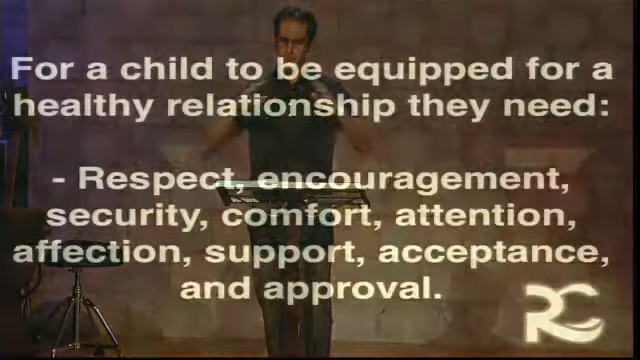 For a child to be equipped for a
healthy relationship they need:
- Respect, encouragement,
security, comfort, attention,
affection, support, acceptance,
and approval.
RC